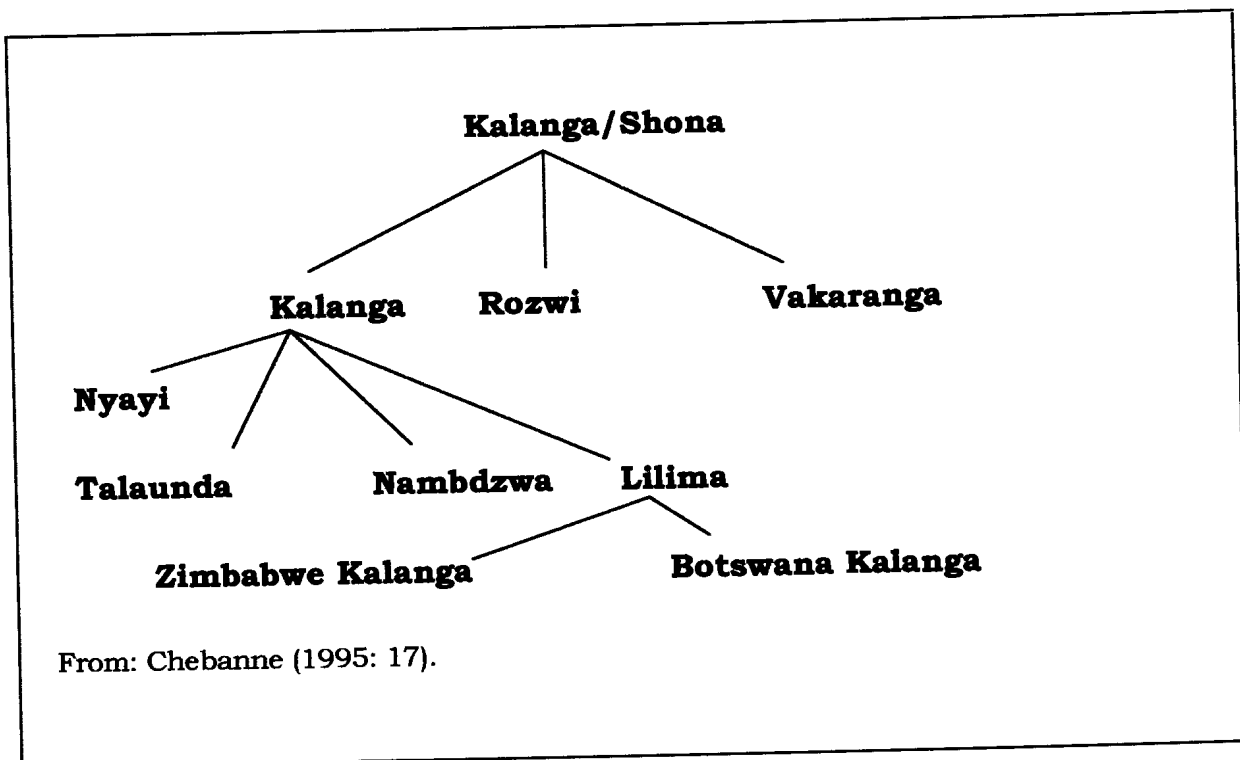 Kalanga/Shona
Kalanga Rozwi Vakaranga
Nyayi
Talaunda Nambdzwa Lilima
Zimbabwe Kalanga Botswana Kalanga
From: Chebanne (1995: 17).